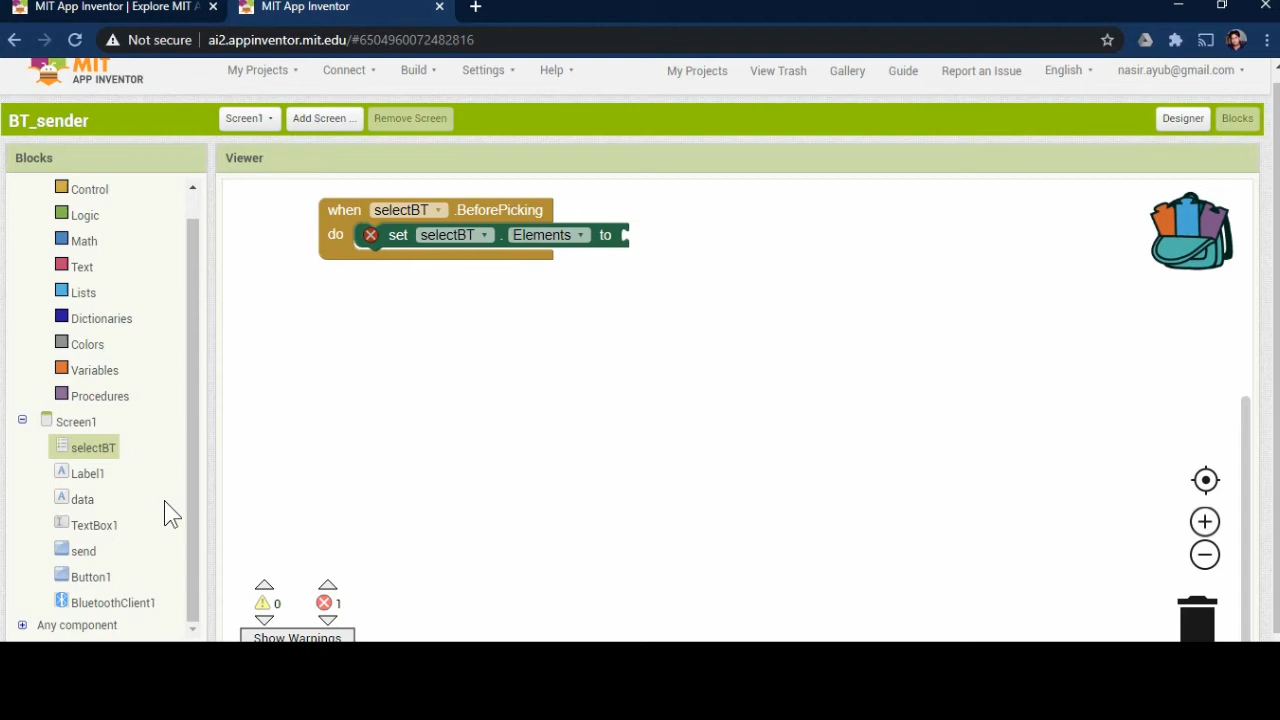 MIT App Inventor | Explore MIT A
MIT App Inventor
Not secure ai2.appinventor.mit.edu/#6504960072482816
MIT
APP INVENTOR
My Projects Connect Build Settings Help My Projects View Trash Gallery Guide Report an Issue English nasir.ayub@gmail.com
BT_sender Screen1 Add Screen ... Remove Screen Designer Blocks
Blocks Viewer
Control
Logic
Math
Text
Lists
Dictionaries
Colors
Variables
Procedures
Screen1
selectBT
Label1
data
TextBox1
send
Button1
BluetoothClient1
Any component
when selectBT .BeforePicking
do set selectBT . Elements to
0 1
Show Warnings